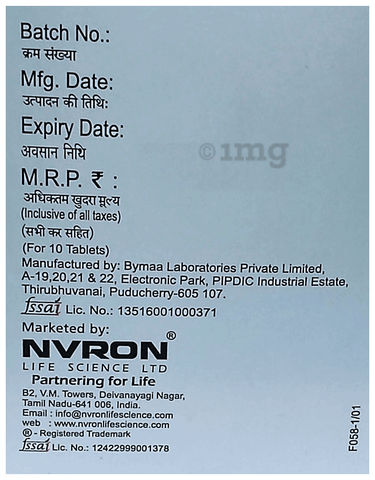 Batch No.:
क्रम संख्या
Mfg. Date:
उत्पादन की तिथिः
Expiry Date:
अवसान निथि
©1mg
M.R.P. ₹ :
अधिकतम खुदरा मूल्य
(Inclusive of all taxes)
(सभी कर सहित)
(For 10 Tablets)
Manufactured by: Bymaa Laboratories Private Limited,
A-19,20,21 & 22, Electronic Park, PIPDIC Industrial Estate,
Thirubhuvanai, Puducherry-605 107.
fssai Lic. No.: 13516001000371
Marketed by:
NVRON®
LIFE SCIENCE LTD
Partnering for Life
B2, V.M. Towers, Deivanayagi Nagar,
Tamil Nadu-641 006, India.
Email : info@nvronlifescience.com
web : www.nvronlifescience.com
® - Registered Trademark
fssai Lic. No.: 12422999001378
F058-1/01